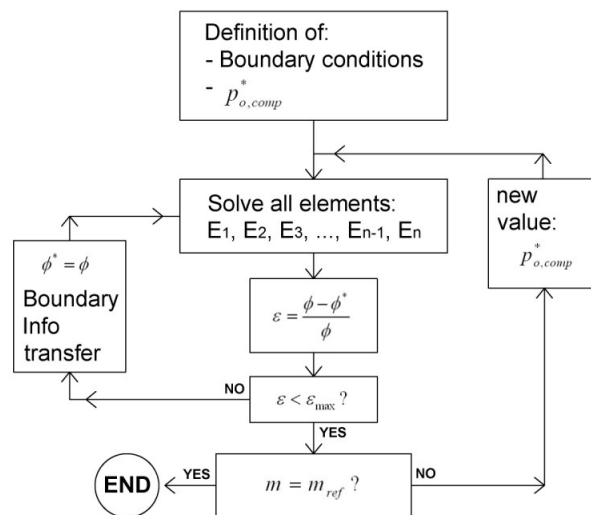 Definition of:
- Boundary conditions
- p*o,comp
Solve all elements:
E1, E2, E3, ..., En-1, En
new
value:
p*o,comp
ϕ* = ϕ
Boundary
Info
transfer
ε = (ϕ − ϕ*) / ϕ
NO
ε < εmax ?
YES
END
YES
m = mref ?
NO